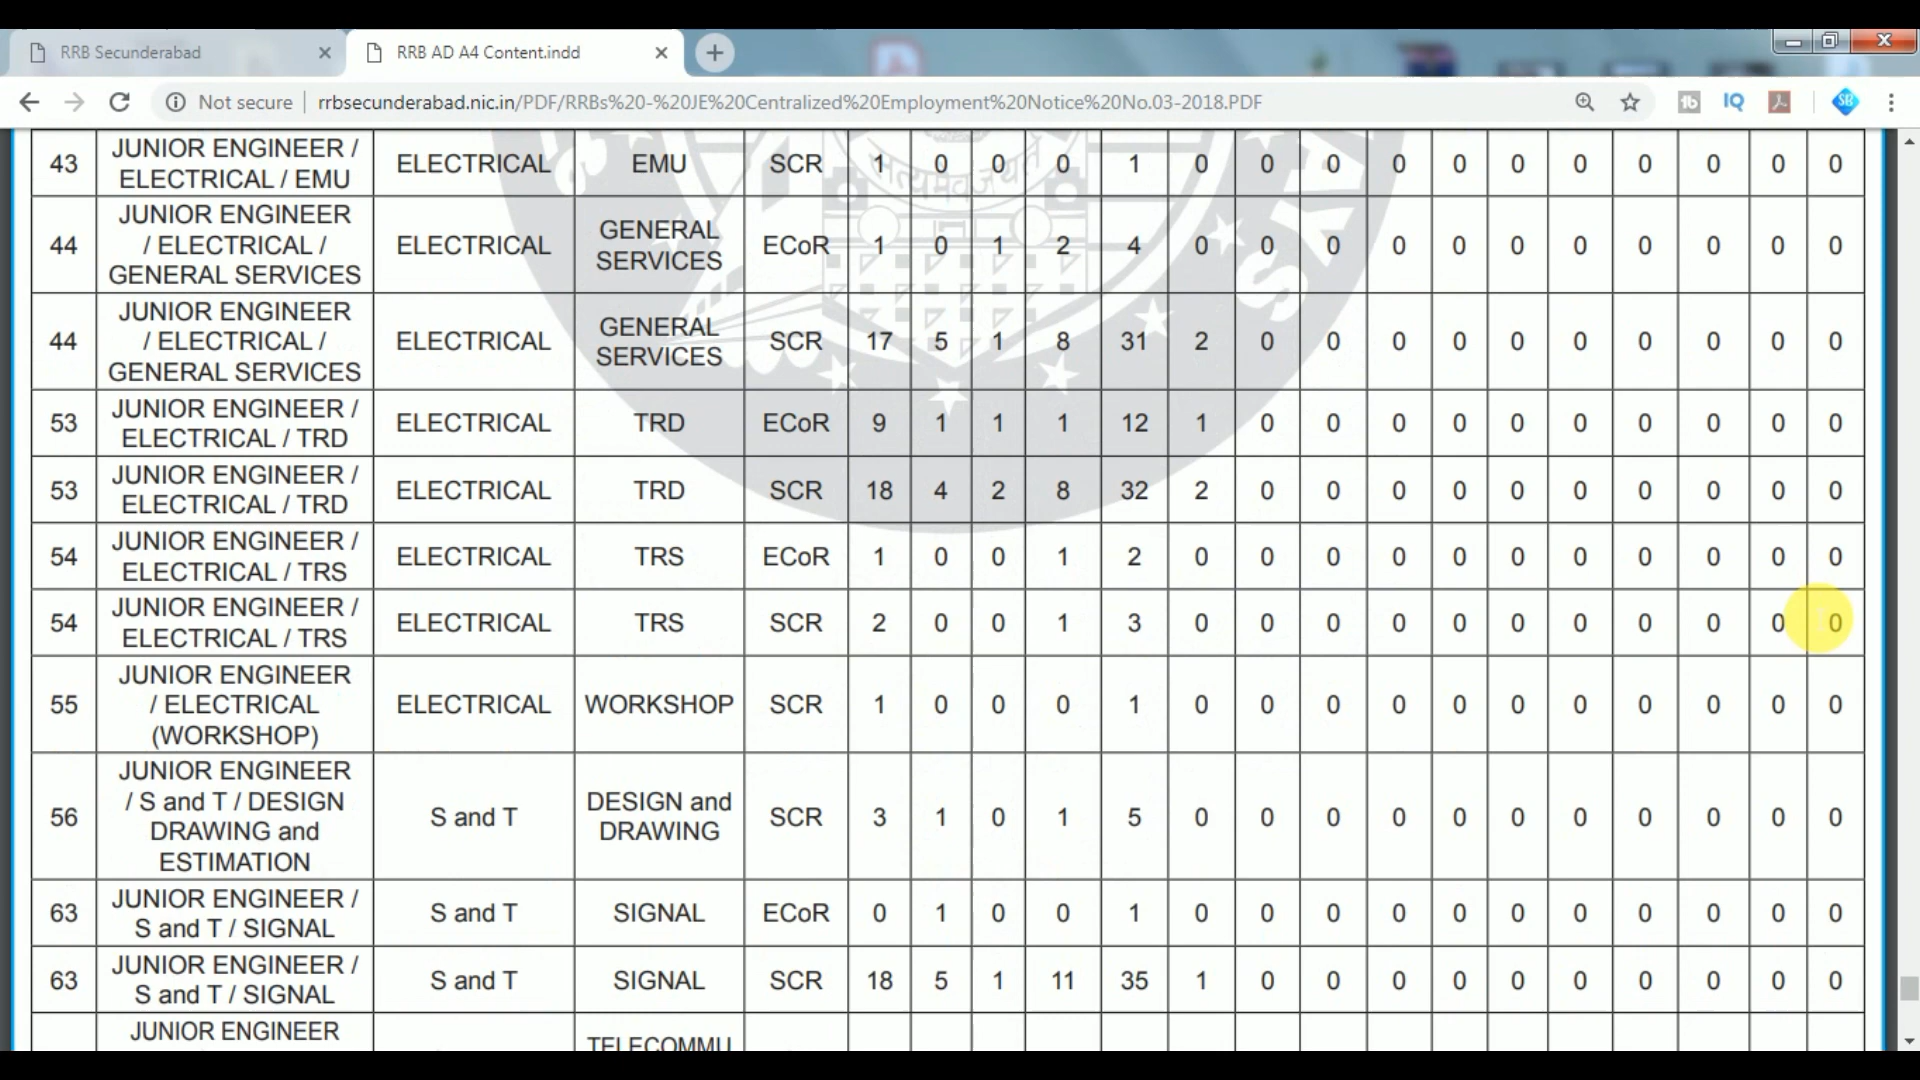 RRB Secunderabad
RRB AD A4 Content.indd
Not secure
rrbsecunderabad.nic.in/PDF/RRBs%20-%20JE%20Centralized%20Employment%20Notice%20No.03-2018.PDF
43 JUNIOR ENGINEER / ELECTRICAL / EMU ELECTRICAL EMU SCR 1 0 0 0 1 0 0 0 0 0 0 0 0 0 0 0
44 JUNIOR ENGINEER / ELECTRICAL / GENERAL SERVICES ELECTRICAL GENERAL SERVICES ECoR 1 0 1 2 4 0 0 0 0 0 0 0 0 0 0 0
44 JUNIOR ENGINEER / ELECTRICAL / GENERAL SERVICES ELECTRICAL GENERAL SERVICES SCR 17 5 1 8 31 2 0 0 0 0 0 0 0 0 0 0
53 JUNIOR ENGINEER / ELECTRICAL / TRD ELECTRICAL TRD ECoR 9 1 1 1 12 1 0 0 0 0 0 0 0 0 0 0
53 JUNIOR ENGINEER / ELECTRICAL / TRD ELECTRICAL TRD SCR 18 4 2 8 32 2 0 0 0 0 0 0 0 0 0 0
54 JUNIOR ENGINEER / ELECTRICAL / TRS ELECTRICAL TRS ECoR 1 0 0 1 2 0 0 0 0 0 0 0 0 0 0 0
54 JUNIOR ENGINEER / ELECTRICAL / TRS ELECTRICAL TRS SCR 2 0 0 1 3 0 0 0 0 0 0 0 0 0 0 0
55 JUNIOR ENGINEER / ELECTRICAL (WORKSHOP) ELECTRICAL WORKSHOP SCR 1 0 0 0 1 0 0 0 0 0 0 0 0 0 0 0
56 JUNIOR ENGINEER / S and T / DESIGN DRAWING and ESTIMATION S and T DESIGN and DRAWING SCR 3 1 0 1 5 0 0 0 0 0 0 0 0 0 0 0
63 JUNIOR ENGINEER / S and T / SIGNAL S and T SIGNAL ECoR 0 1 0 0 1 0 0 0 0 0 0 0 0 0 0 0
63 JUNIOR ENGINEER / S and T / SIGNAL S and T SIGNAL SCR 18 5 1 11 35 1 0 0 0 0 0 0 0 0 0 0
JUNIOR ENGINEER TELECOMMU